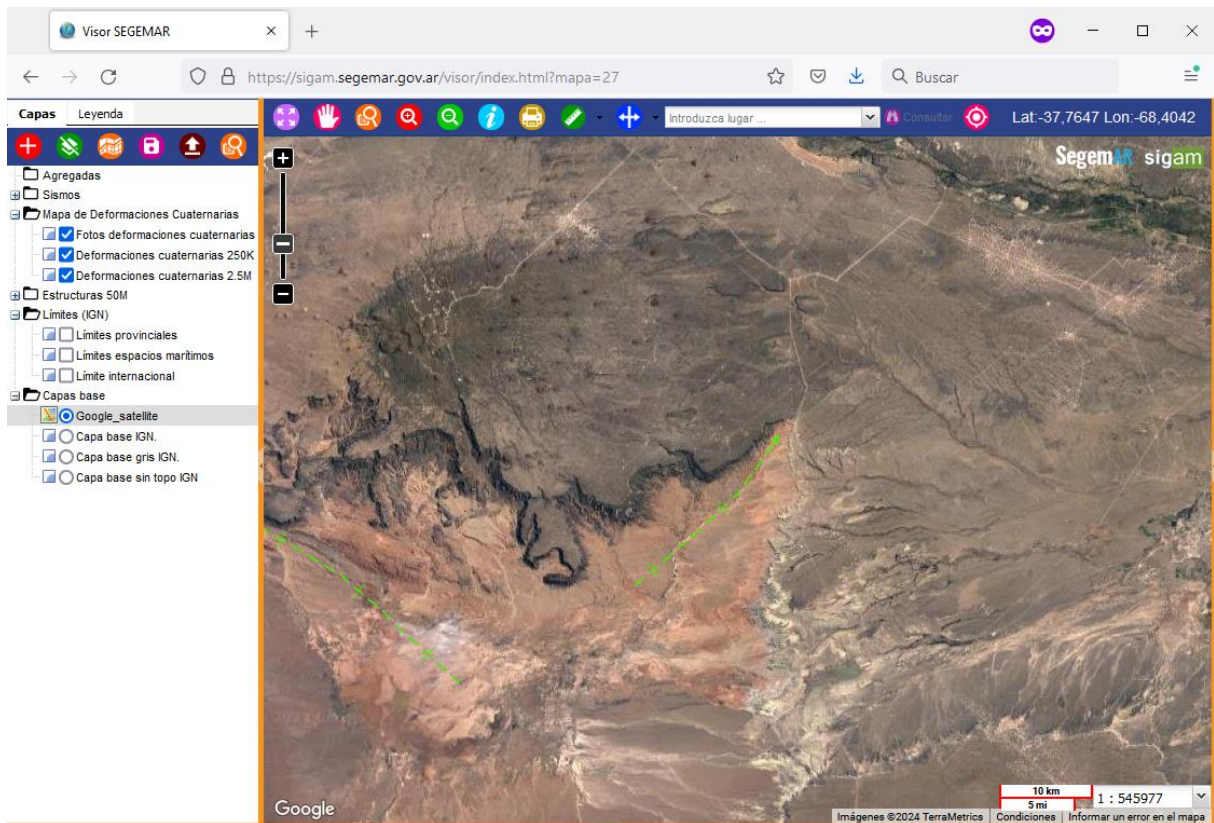 Visor SEGEMAR
https://sigam.segemar.gov.ar/visor/index.html?mapa=27
Buscar
Capas Leyenda
Introduzca lugar ...
Consultar
Lat:-37,7647 Lon:-68,4042
SegemAR sigam
Agregadas
Sismos
Mapa de Deformaciones Cuaternarias
Fotos deformaciones cuaternarias
Deformaciones cuaternarias 250K
Deformaciones cuaternarias 2.5M
Estructuras 50M
Límites (IGN)
Límites provinciales
Límites espacios marítimos
Límite internacional
Capas base
Google_satellite
Capa base IGN.
Capa base gris IGN.
Capa base sin topo IGN
Google
10 km
5 mi
1 : 545977
Imágenes ©2024 TerraMetrics Condiciones Informar un error en el mapa